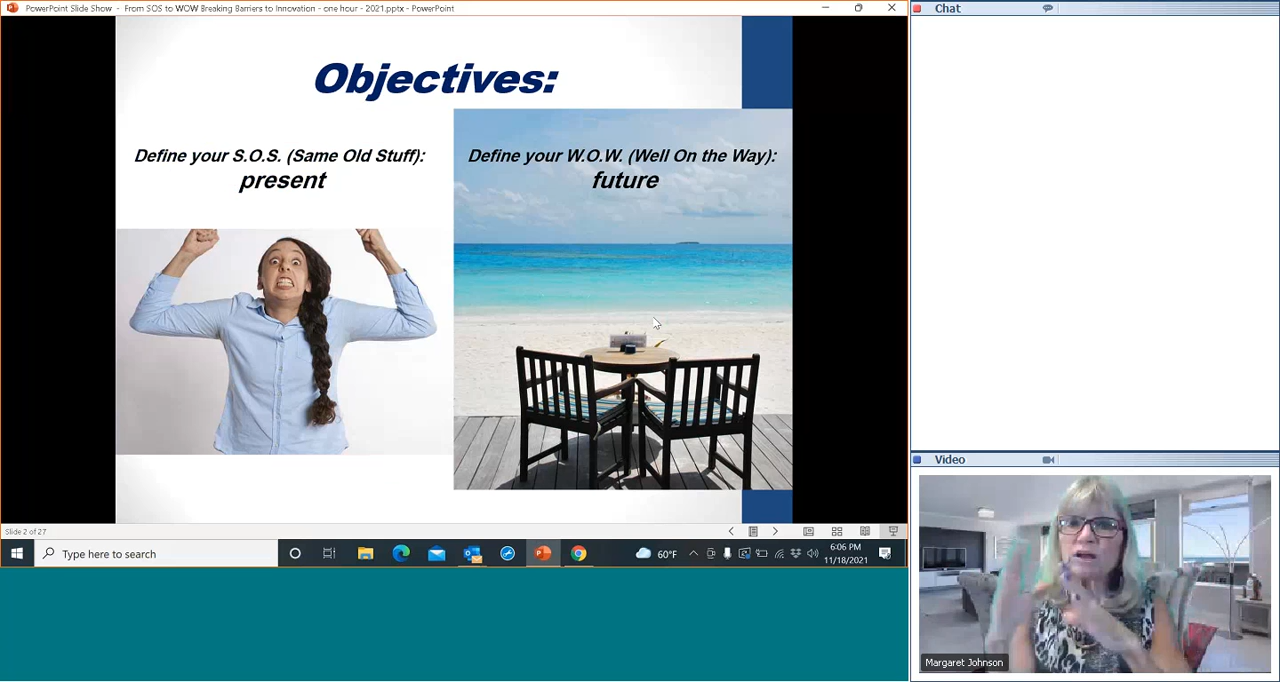 PowerPoint Slide Show - From SOS to WOW Breaking Barriers to Innovation - one hour - 2021.pptx - PowerPoint
Chat
Objectives:
Define your S.O.S. (Same Old Stuff):
present
Define your W.O.W. (Well On the Way):
future
Video
Margaret Johnson
Slide 2 of 27
Type here to search
60°F
6:06 PM
11/18/2021